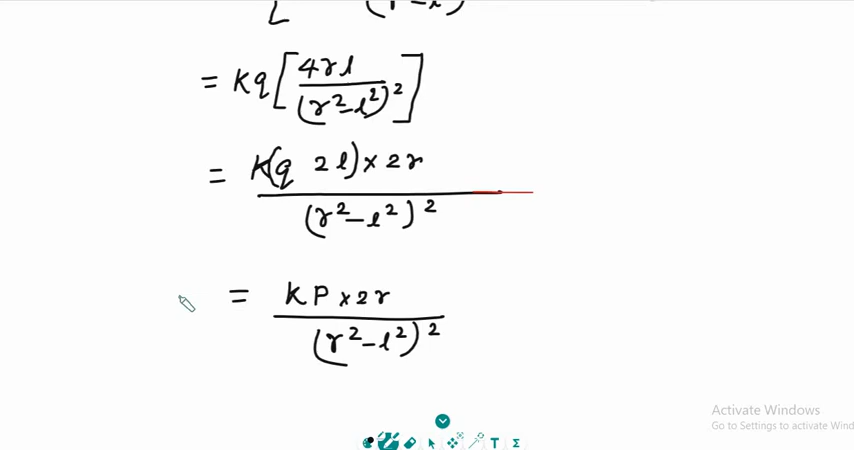 [ (r-l)
= Kq[4rl/(r²-l²)²]
= K(q 2l)×2r/(r²-l²)²
= KP×2r/(r²-l²)²
Activate Windows
Go to Settings to activate Wind
T Σ